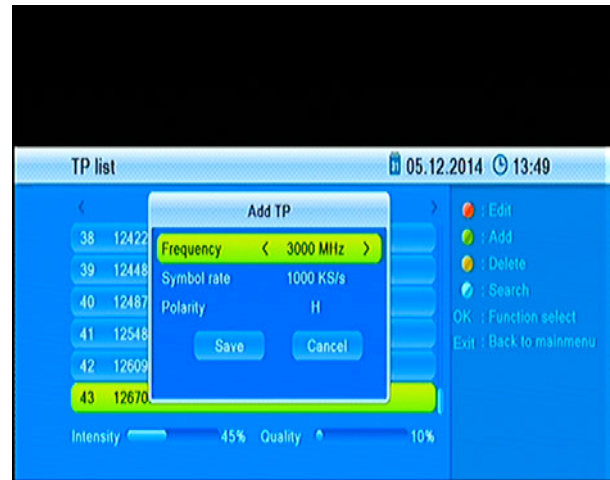 TP list
31 05.12.2014 13:49
Add TP
Frequency < 3000 MHz >
Symbol rate 1000 KS/s
Polarity H
Save Cancel
38 12422
39 12448
40 12487
41 12548
42 12609
43 12670
Intensity 45% Quality 10%
: Edit
: Add
: Delete
: Search
OK : Function select
Exit : Back to mainmenu